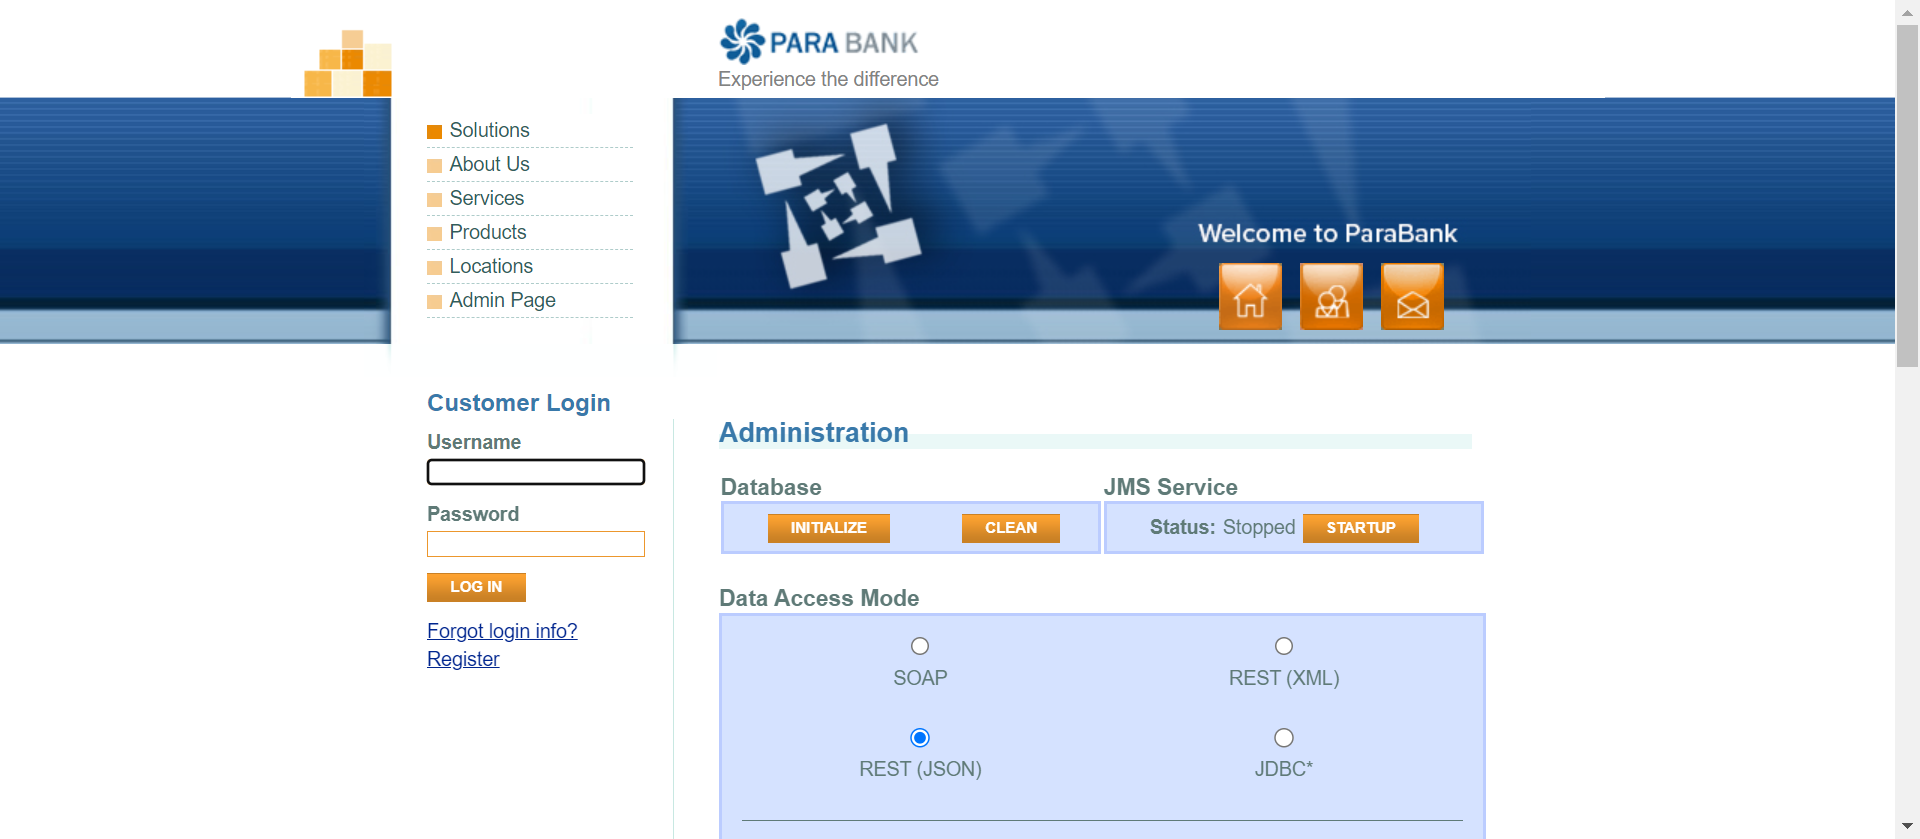 PARA BANK
Experience the difference
Solutions
About Us
Services
Products
Locations
Admin Page
Welcome to ParaBank
Customer Login
Username
Password
LOG IN
Forgot login info?
Register
Administration
Database
INITIALIZE CLEAN
JMS Service
Status: Stopped STARTUP
Data Access Mode
SOAP REST (XML)
REST (JSON) JDBC*